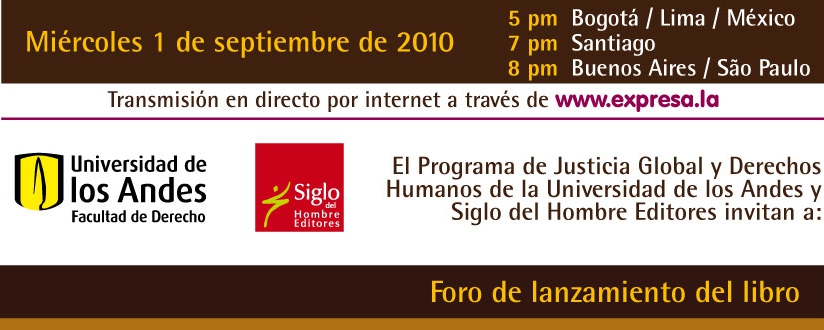 Miércoles 1 de septiembre de 2010
5 pm Bogotá / Lima / México
7 pm Santiago
8 pm Buenos Aires / São Paulo
Transmisión en directo por internet a través de www.expresa.la
Universidad de
los Andes
Facultad de Derecho
Siglo
del
Hombre
Editores
El Programa de Justicia Global y Derechos
Humanos de la Universidad de los Andes y
Siglo del Hombre Editores invitan a:
Foro de lanzamiento del libro